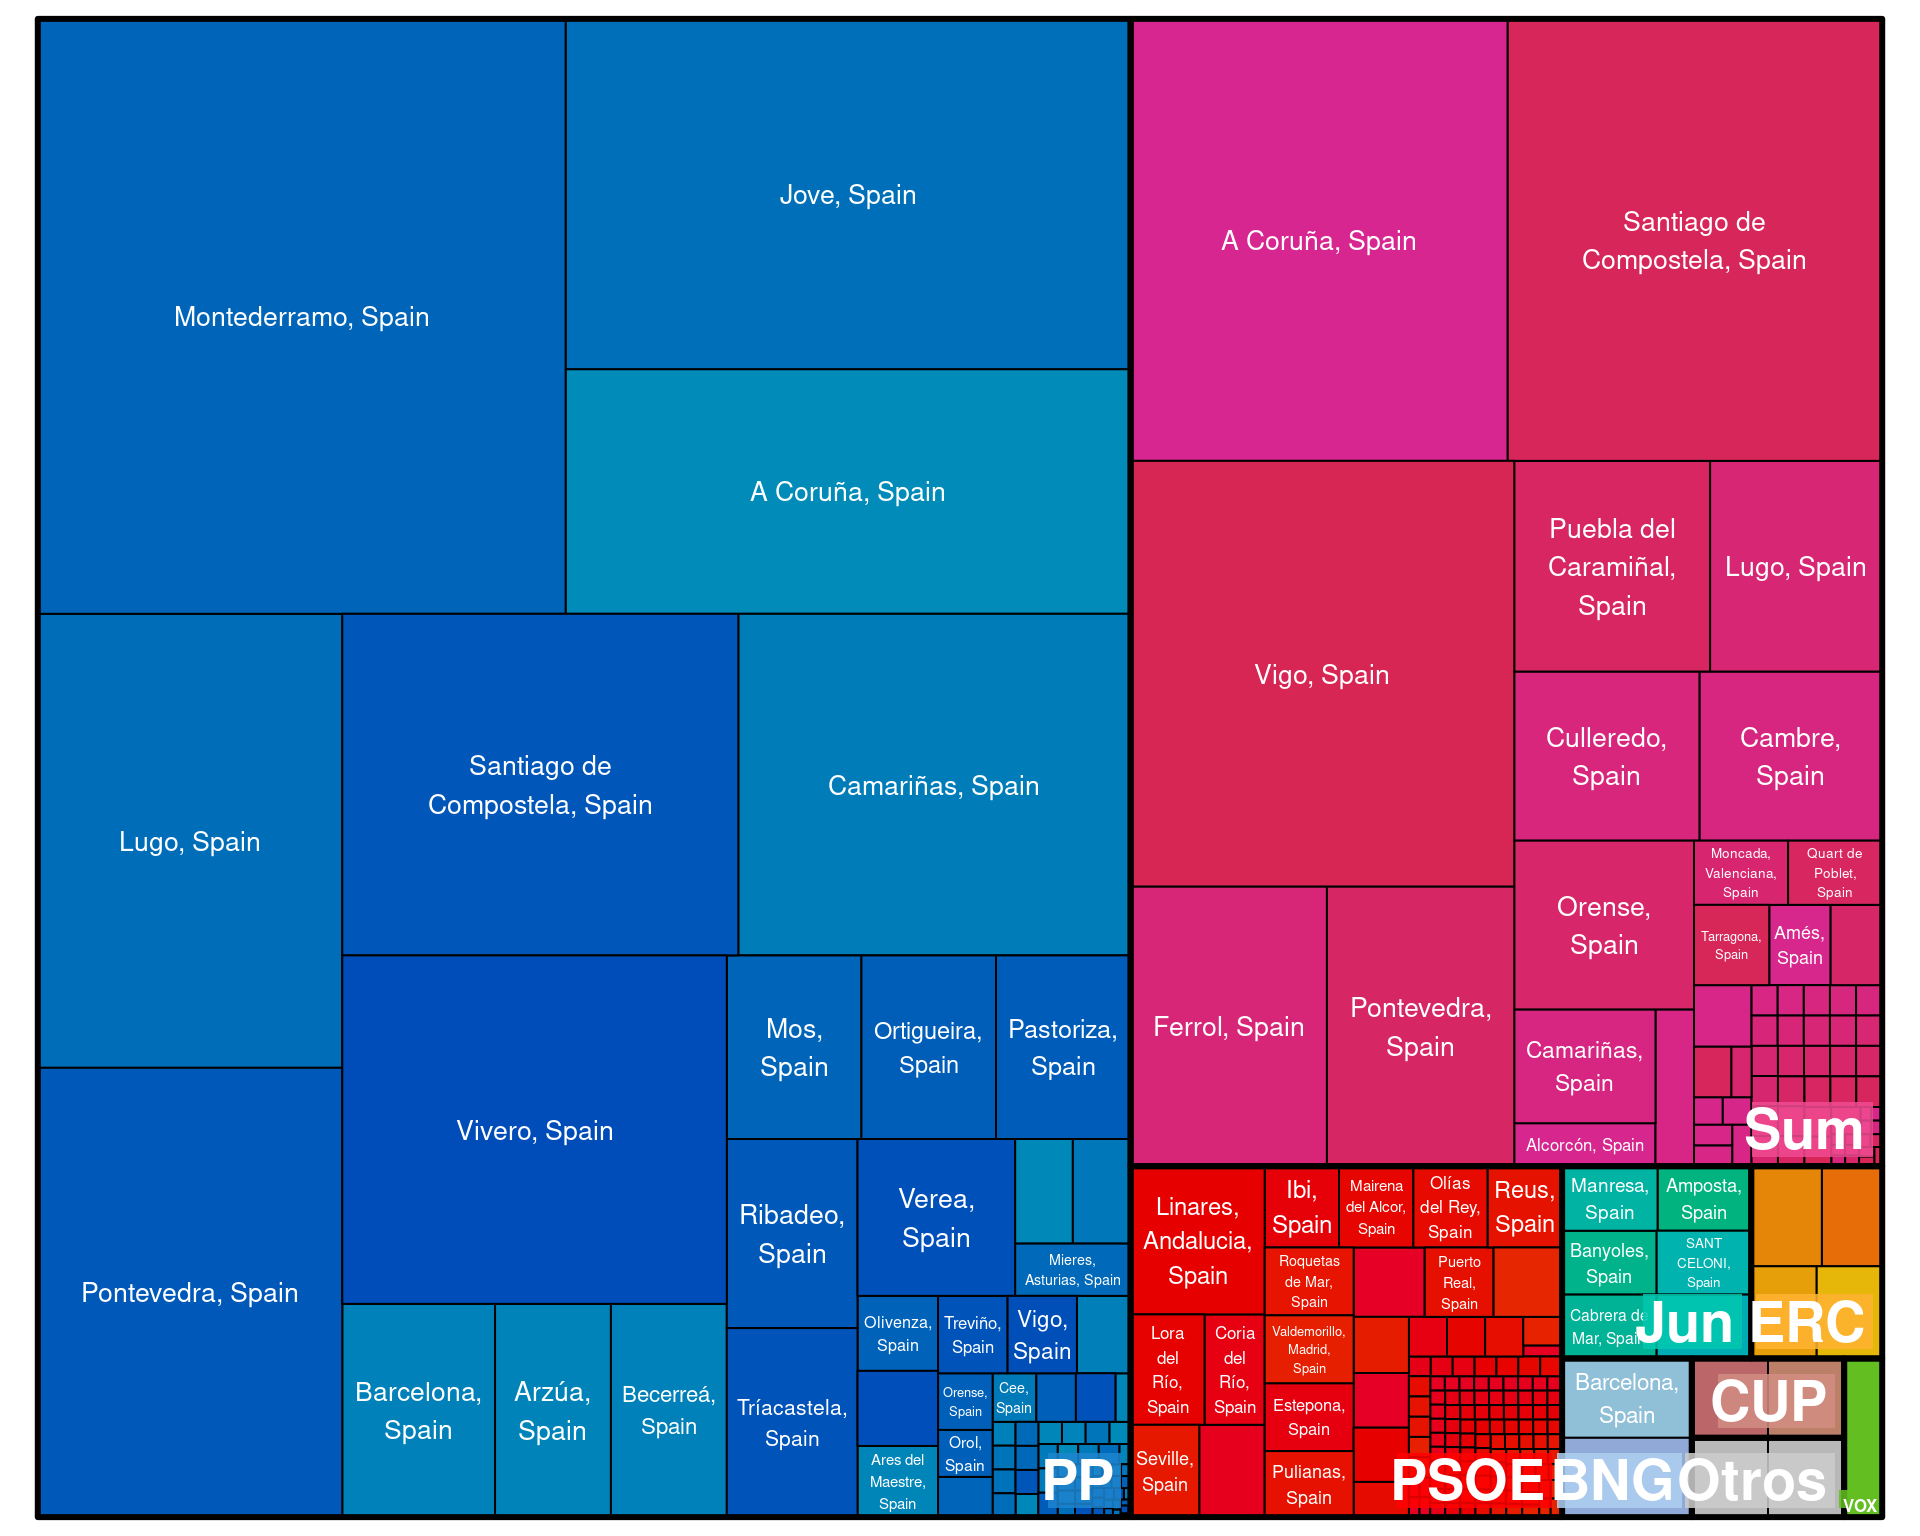 Montederramo, Spain
Jove, Spain
A Coruña, Spain
Lugo, Spain
Pontevedra, Spain
Santiago de
Compostela, Spain
Camariñas, Spain
Vivero, Spain
Barcelona,
Spain
Arzúa,
Spain
Becerreá,
Spain
Mos,
Spain
Ortigueira,
Spain
Pastoriza,
Spain
Ribadeo,
Spain
Tríacastela,
Spain
Verea,
Spain
Mieres,
Asturias, Spain
Olivenza,
Spain
Treviño,
Spain
Vigo,
Spain
Ares del
Maestre,
Spain
Orense,
Spain
Cee,
Spain
Orol,
Spain
PP
A Coruña, Spain
Santiago de
Compostela, Spain
Vigo, Spain
Puebla del
Caramiñal,
Spain
Lugo, Spain
Culleredo,
Spain
Cambre,
Spain
Ferrol, Spain
Pontevedra,
Spain
Orense,
Spain
Moncada,
Valenciana,
Spain
Quart de
Poblet,
Spain
Tarragona,
Spain
Amés,
Spain
Camariñas,
Spain
Alcorcón, Spain
Sum
Linares,
Andalucia,
Spain
Ibi,
Spain
Mairena
del Alcor,
Spain
Olías
del Rey,
Spain
Reus,
Spain
Roquetas
de Mar,
Spain
Puerto
Real,
Spain
Lora
del
Río,
Spain
Coria
del
Río,
Spain
Valdemorillo,
Madrid,
Spain
Estepona,
Spain
Seville,
Spain
Pulianas,
Spain
PSOE
Manresa,
Spain
Amposta,
Spain
Banyoles,
Spain
SANT
CELONI,
Spain
Cabrera de
Mar, Spain
Jun
ERC
Barcelona,
Spain
BNG
CUP
Otros
VOX